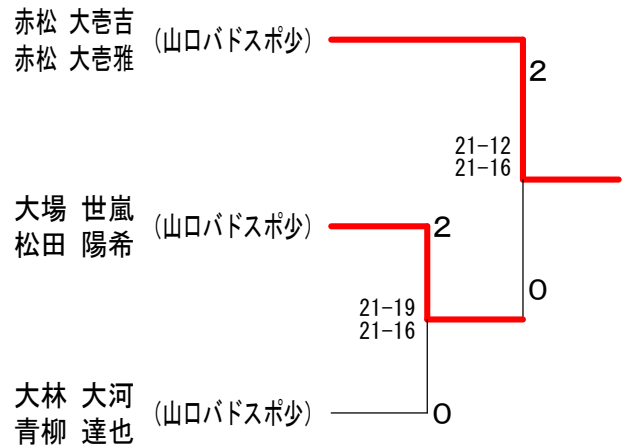 赤松 大壱吉
赤松 大壱雅
(山口バドスポ少)
2
21-12
21-16
大場 世嵐
松田 陽希
(山口バドスポ少)
2
0
21-19
21-16
大林 大河
青柳 達也
(山口バドスポ少)
0